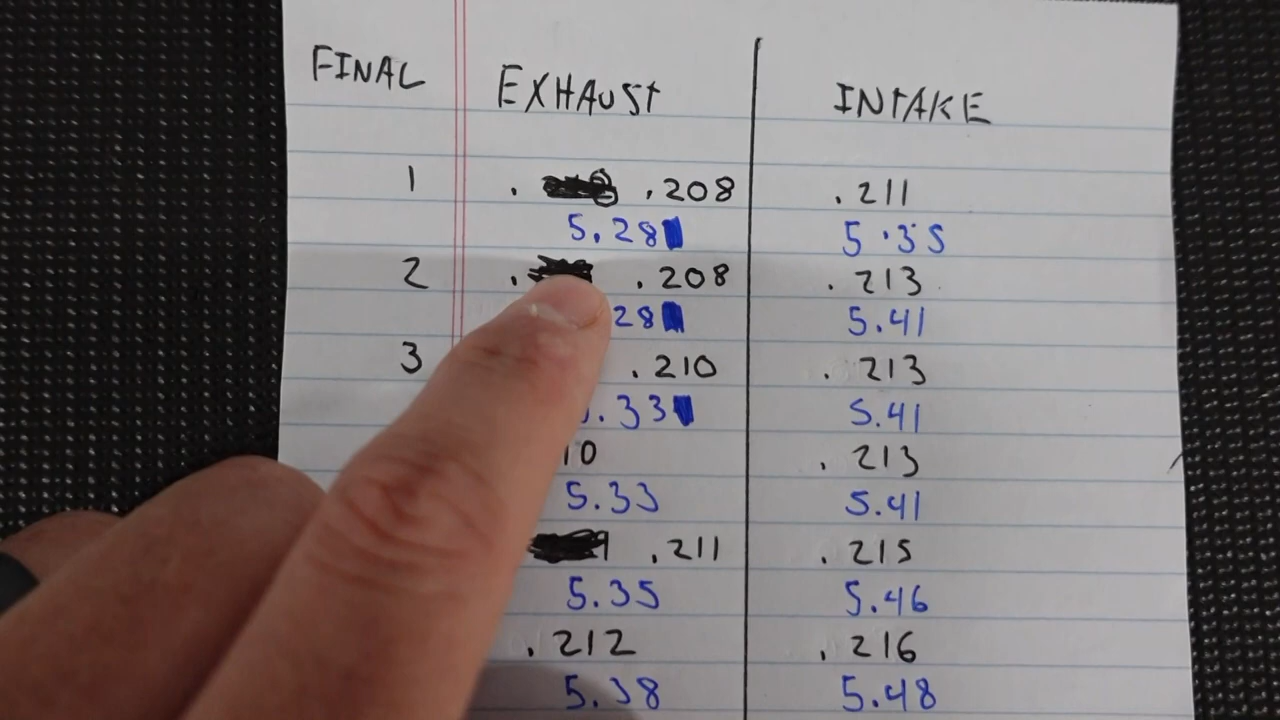 FINAL EXHAUST INTAKE
1 . .208 .211
5.28 5.35
2 . .208 .213
28 5.41
3 .210 .213
.33 5.41
10 .213
5.33 5.41
.211 .215
5.35 5.46
.212 .216
5.38 5.48